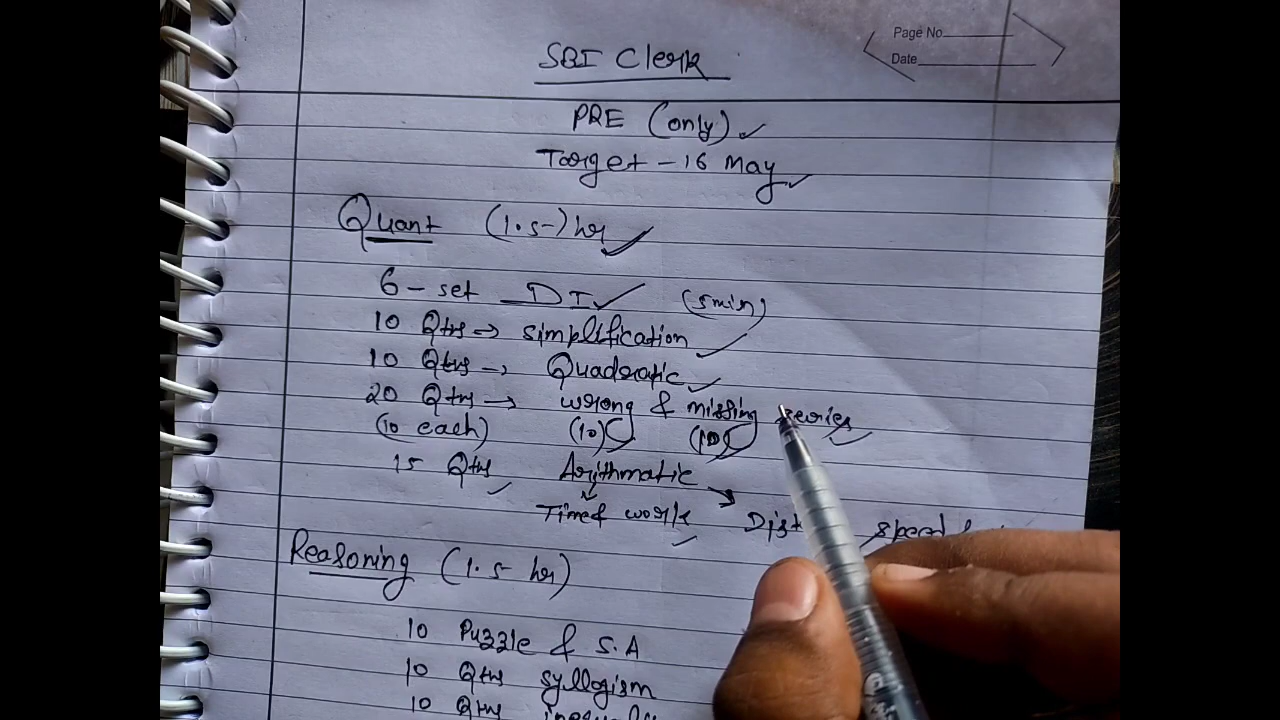 Page No
Date
SBI Clerk
PRE (only)
Target - 16 May
Quant (1.5) hr
6 - set DI (5min)
10 Qtns → simplification
10 Qtns → Quaderatic
20 Qtns → wrong & missing series
(10 each) (10) (10)
15 Qtns Arithmatic
Time & work speed
Reasoning (1.5 hr)
10 Puzzle & S.A
10 Qtns syllogism
10 Qtns